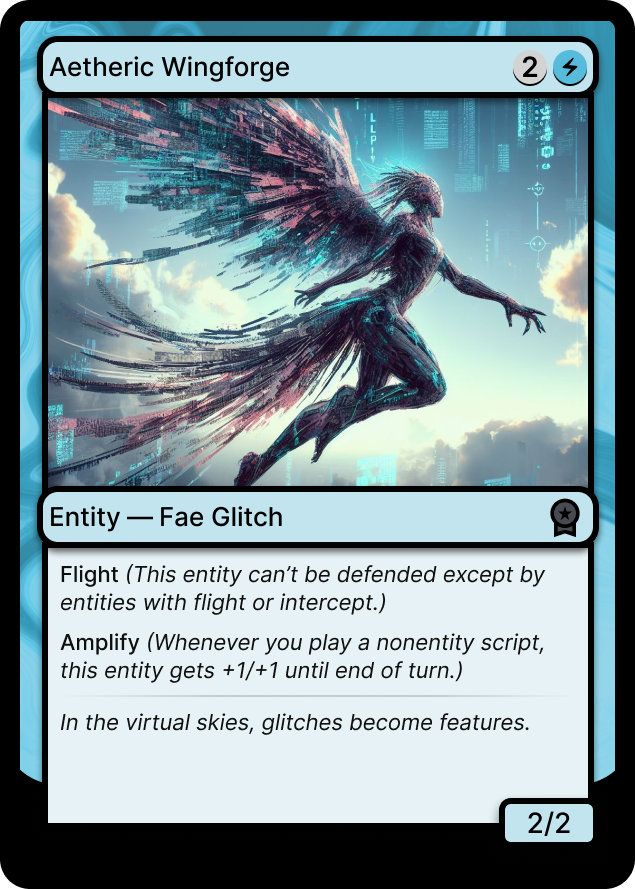 Aetheric Wingforge
2
Entity — Fae Glitch
Flight (This entity can’t be defended except by
entities with flight or intercept.)
Amplify (Whenever you play a nonentity script,
this entity gets +1/+1 until end of turn.)
In the virtual skies, glitches become features.
2/2